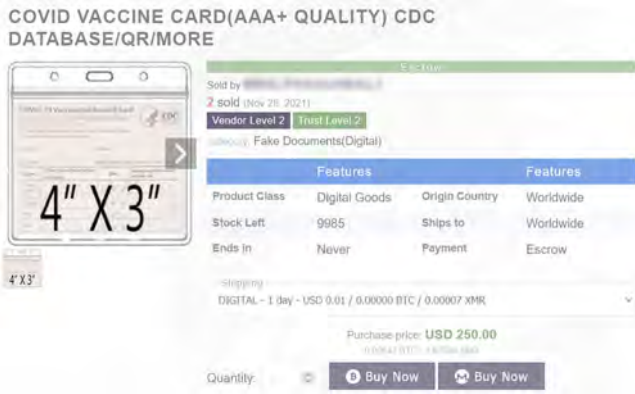 COVID VACCINE CARD(AAA+ QUALITY) CDC
DATABASE/QR/MORE
Escrow
Sold by
2 sold (Nov 28, 2021)
Vendor Level 2 Trust Level 2
Fake Documents(Digital)
CDC
4" X 3"
4" X 3"
Features Features
Product Class Digital Goods Origin Country Worldwide
Stock Left 9985 Ships to Worldwide
Ends In Never Payment Escrow
Shipping
DIGITAL - 1 day - USD 0.01 / 0.00000 BTC / 0.00007 XMR
Purchase price: USD 250.00
Quantity: Buy Now Buy Now